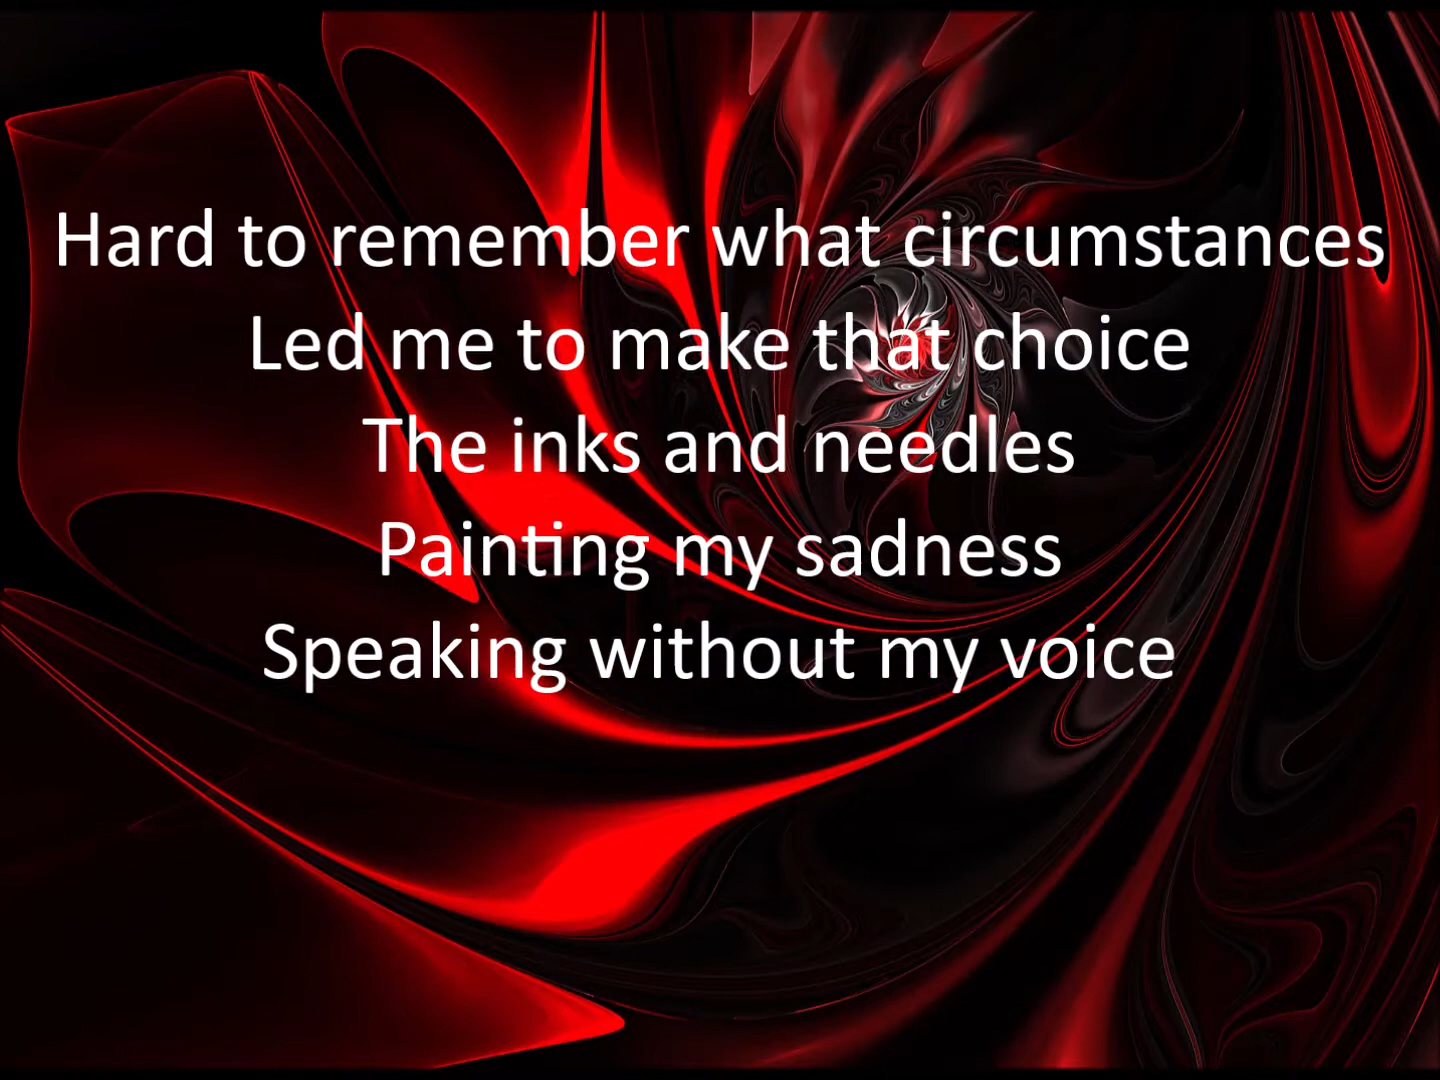 Hard to remember what circumstances
Led me to make that choice
The inks and needles
Painting my sadness
Speaking without my voice